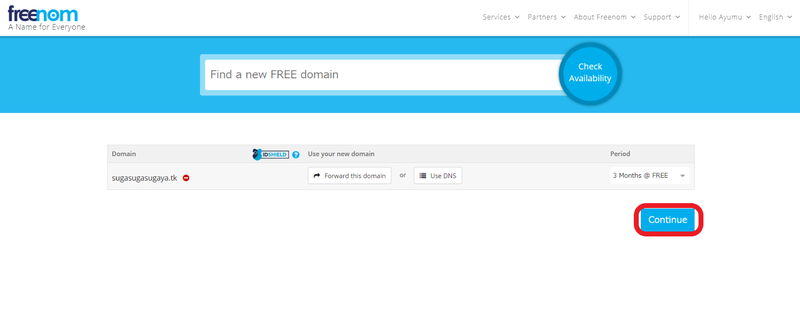 freenom
A Name for Everyone
Services Partners About Freenom Support Hello Ayumu English
Find a new FREE domain
Check
Availability
Domain IDSHIELD ? Use your new domain Period
sugasugasugaya.tk Forward this domain or Use DNS 3 Months @ FREE
Continue